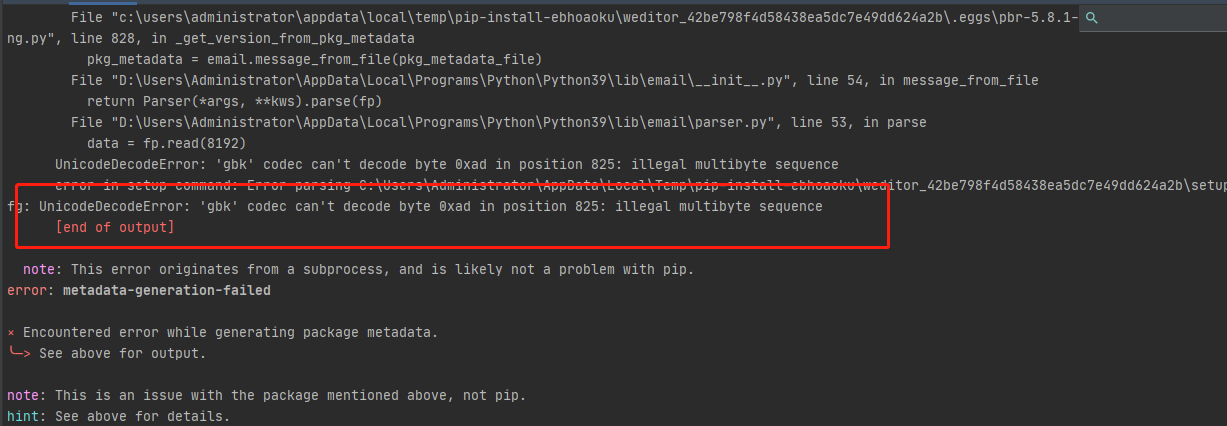 File "c:\users\administrator\appdata\local\temp\pip-install-ebhoaoku\weditor_42be798f4d58438ea5dc7e49dd624a2b\.eggs\pbr-5.8.1-
ng.py", line 828, in _get_version_from_pkg_metadata
pkg_metadata = email.message_from_file(pkg_metadata_file)
File "D:\Users\Administrator\AppData\Local\Programs\Python\Python39\lib\email\__init__.py", line 54, in message_from_file
return Parser(*args, **kws).parse(fp)
File "D:\Users\Administrator\AppData\Local\Programs\Python\Python39\lib\email\parser.py", line 53, in parse
data = fp.read(8192)
UnicodeDecodeError: 'gbk' codec can't decode byte 0xad in position 825: illegal multibyte sequence
error in setup command: Error parsing C:\Users\Administrator\AppData\Local\Temp\pip-install-ebhoaoku\weditor_42be798f4d58438ea5dc7e49dd624a2b\setup
fg: UnicodeDecodeError: 'gbk' codec can't decode byte 0xad in position 825: illegal multibyte sequence
[end of output]
note: This error originates from a subprocess, and is likely not a problem with pip.
error: metadata-generation-failed
× Encountered error while generating package metadata.
╰─> See above for output.
note: This is an issue with the package mentioned above, not pip.
hint: See above for details.